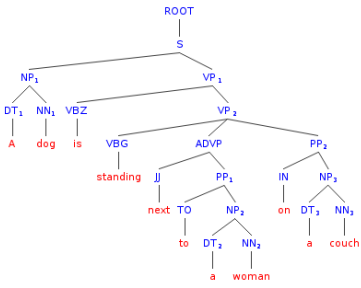 ROOT
S
NP₁ VP₁
DT₁ NN₁ VBZ VP₂
A dog is VBG ADVP PP₂
standing JJ PP₁ IN NP₃
next TO NP₂ on DT₃ NN₃
to DT₂ NN₂ a couch
a woman